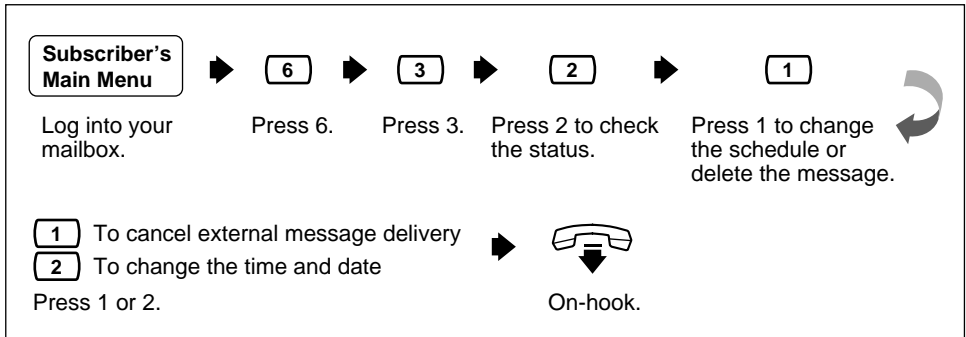 Subscriber's
Main Menu
6
3
2
1
Log into your
mailbox.
Press 6.
Press 3.
Press 2 to check
the status.
Press 1 to change
the schedule or
delete the message.
1 To cancel external message delivery
2 To change the time and date
Press 1 or 2.
On-hook.